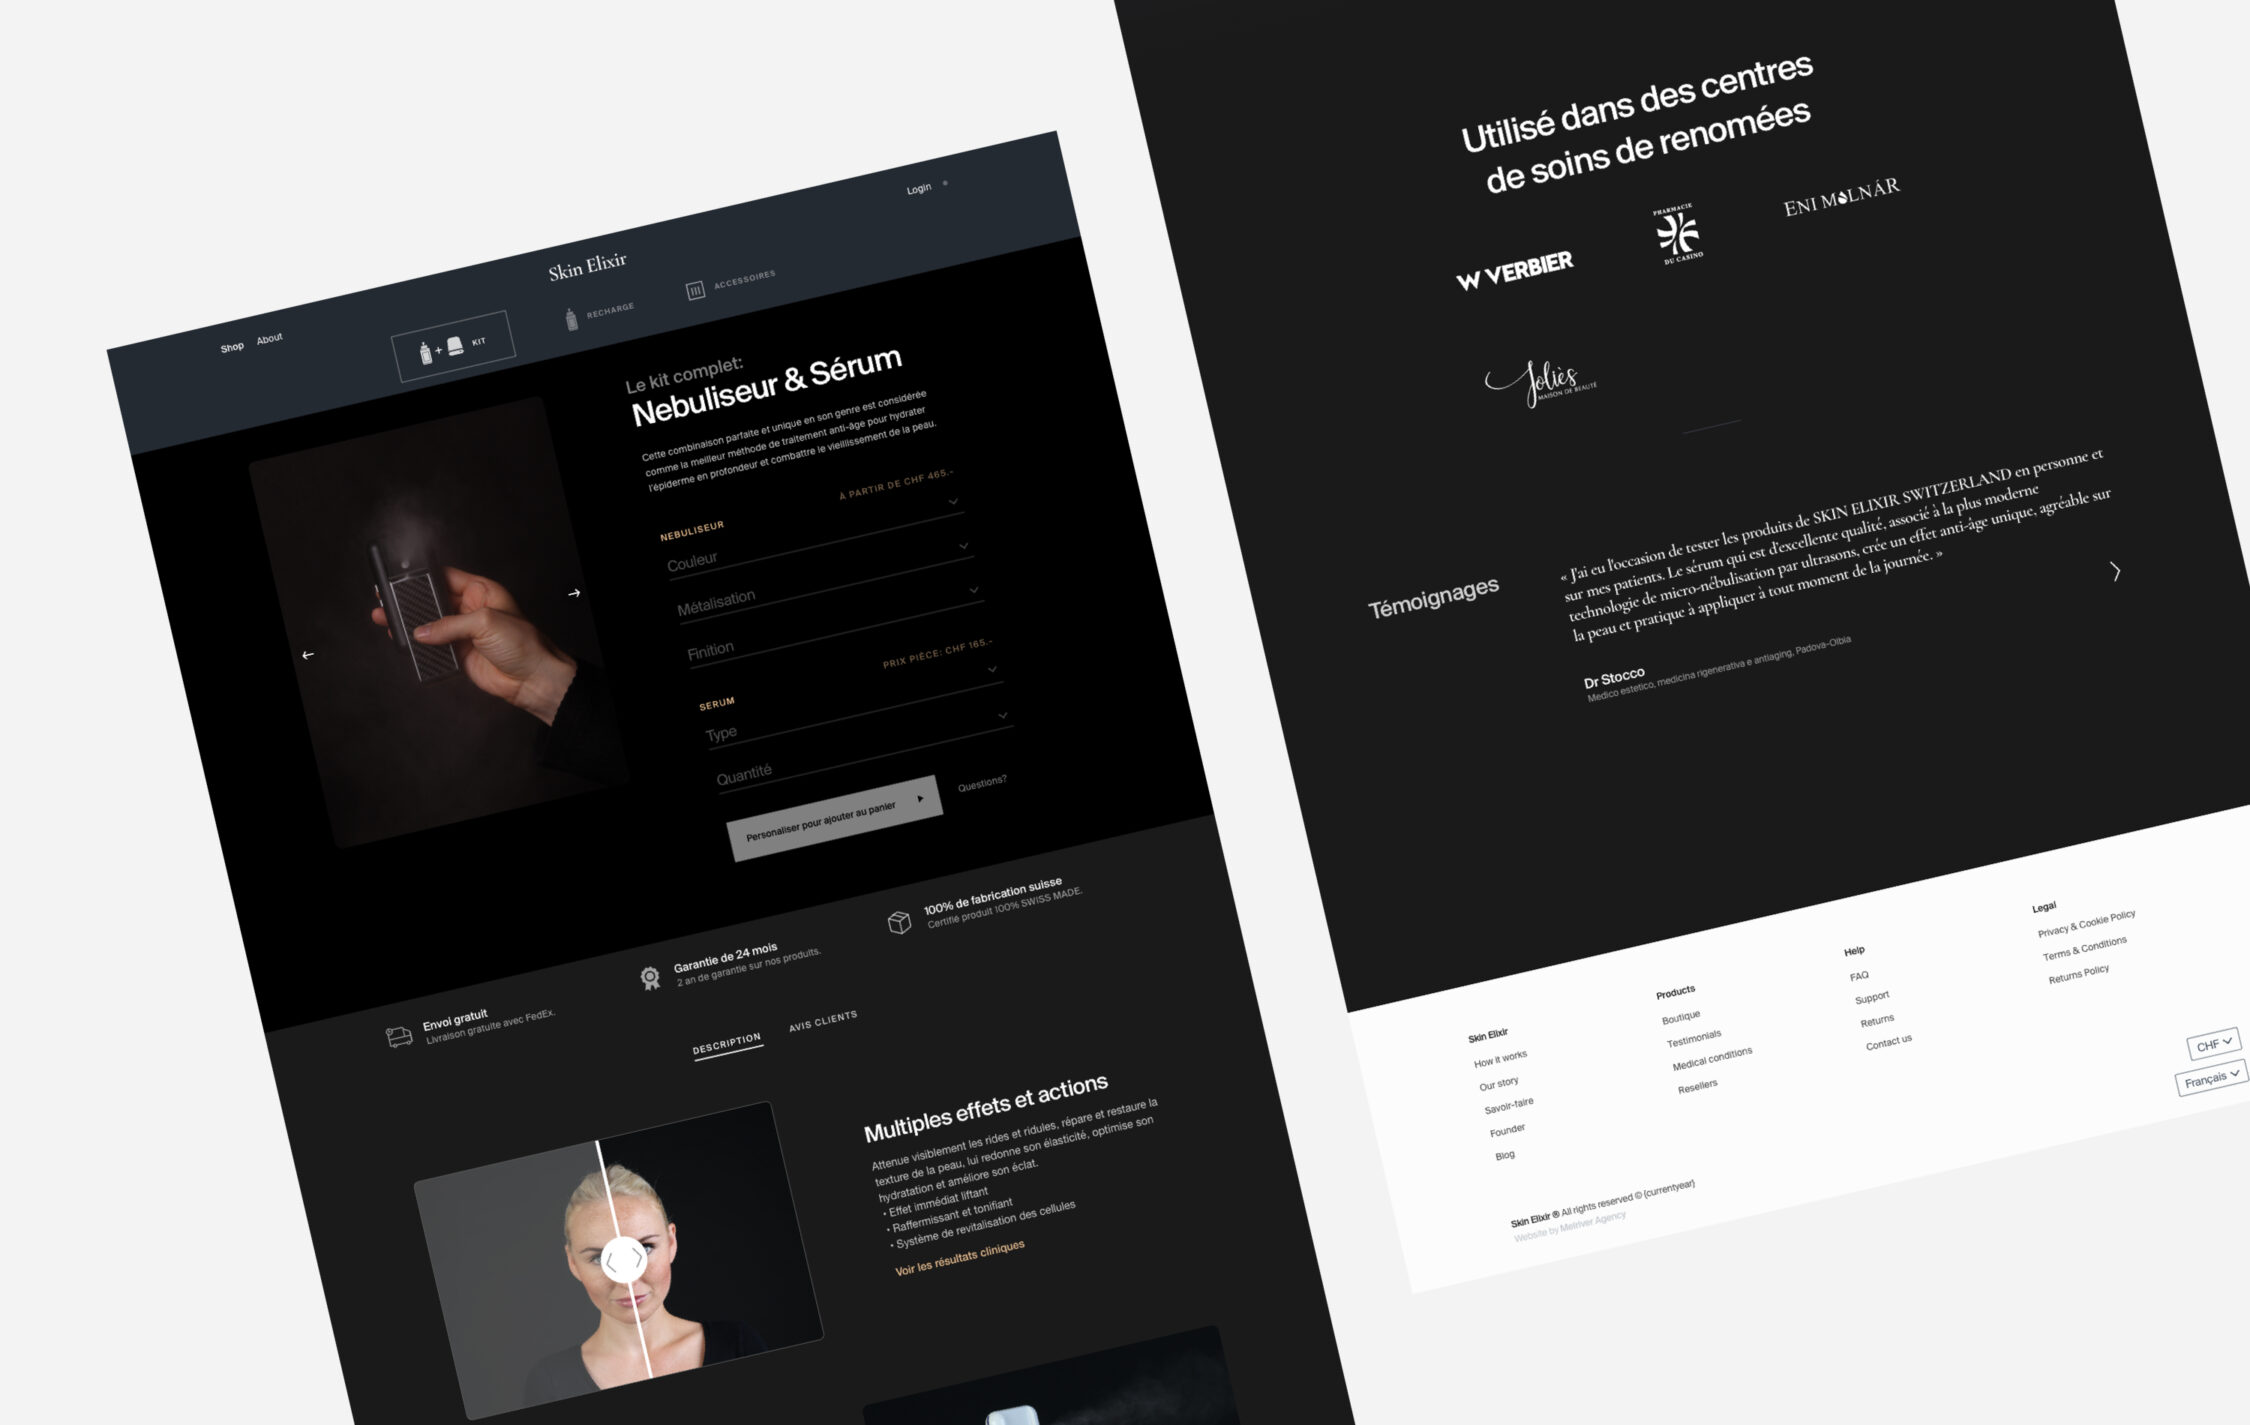 Login
Skin Elixir
Shop
About
KIT
RECHARGE
ACCESSOIRES
Le kit complet:
Nebuliseur & Sérum
Cette combinaison parfaite et unique en son genre est considérée
comme la meilleur méthode de traitement anti-âge pour hydrater
l'épiderme en profondeur et combattre le vieillissement de la peau.
NEBULISEUR
À PARTIR DE CHF 465.-
Couleur
Métalisation
Finition
SERUM
PRIX PIÈCE: CHF 165.-
Type
Quantité
Personaliser pour ajouter au panier
Questions?
Envoi gratuit
Livraison gratuite avec FedEx.
Garantie de 24 mois
2 an de garantie sur nos produits.
100% de fabrication suisse
Certifié produit 100% SWISS MADE.
DESCRIPTION
AVIS CLIENTS
Multiples effets et actions
Attenue visiblement les rides et ridules, répare et restaure la
texture de la peau, lui redonne son élasticité, optimise son
hydratation et améliore son éclat.
• Effet immédiat liftant
• Raffermissant et tonifiant
• Système de revitalisation des cellules
Voir les résultats cliniques
Utilisé dans des centres
de soins de renomées
W VERBIER
PHARMACIE
DU CASINO
ENI MOLNÁR
Joliès
MAISON DE BEAUTÉ
Témoignages
« J'ai eu l'occasion de tester les produits de SKIN ELIXIR SWITZERLAND en personne et
sur mes patients. Le sérum qui est d'excellente qualité, associé à la plus moderne
technologie de micro-nébulisation par ultrasons, crée un effet anti-âge unique, agréable sur
la peau et pratique à appliquer à tout moment de la journée. »
Dr Stocco
Medico estetico, medicina rigenerativa e antiaging, Padova-Olbia
Skin Elixir
How it works
Our story
Savoir-faire
Founder
Blog
Products
Boutique
Testimonials
Medical conditions
Resellers
Help
FAQ
Support
Returns
Contact us
Legal
Privacy & Cookie Policy
Terms & Conditions
Returns Policy
CHF
Français
Skin Elixir ® All rights reserved © {currentyear}
Website by Melriver Agency